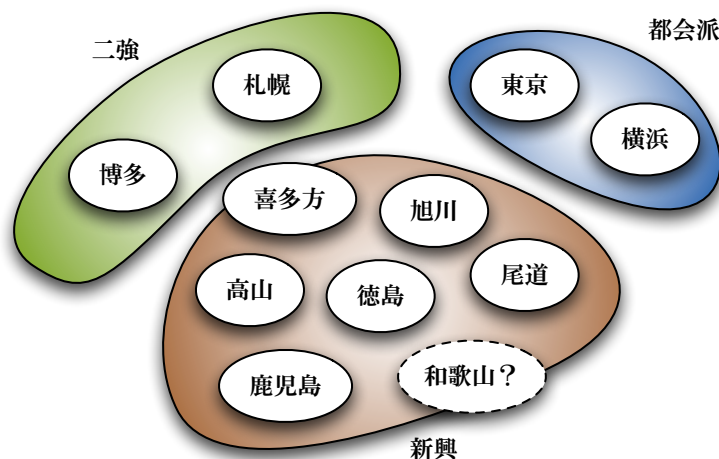 二強
都会派
札幌
東京
横浜
博多
喜多方
旭川
尾道
高山
徳島
和歌山？
鹿児島
新興